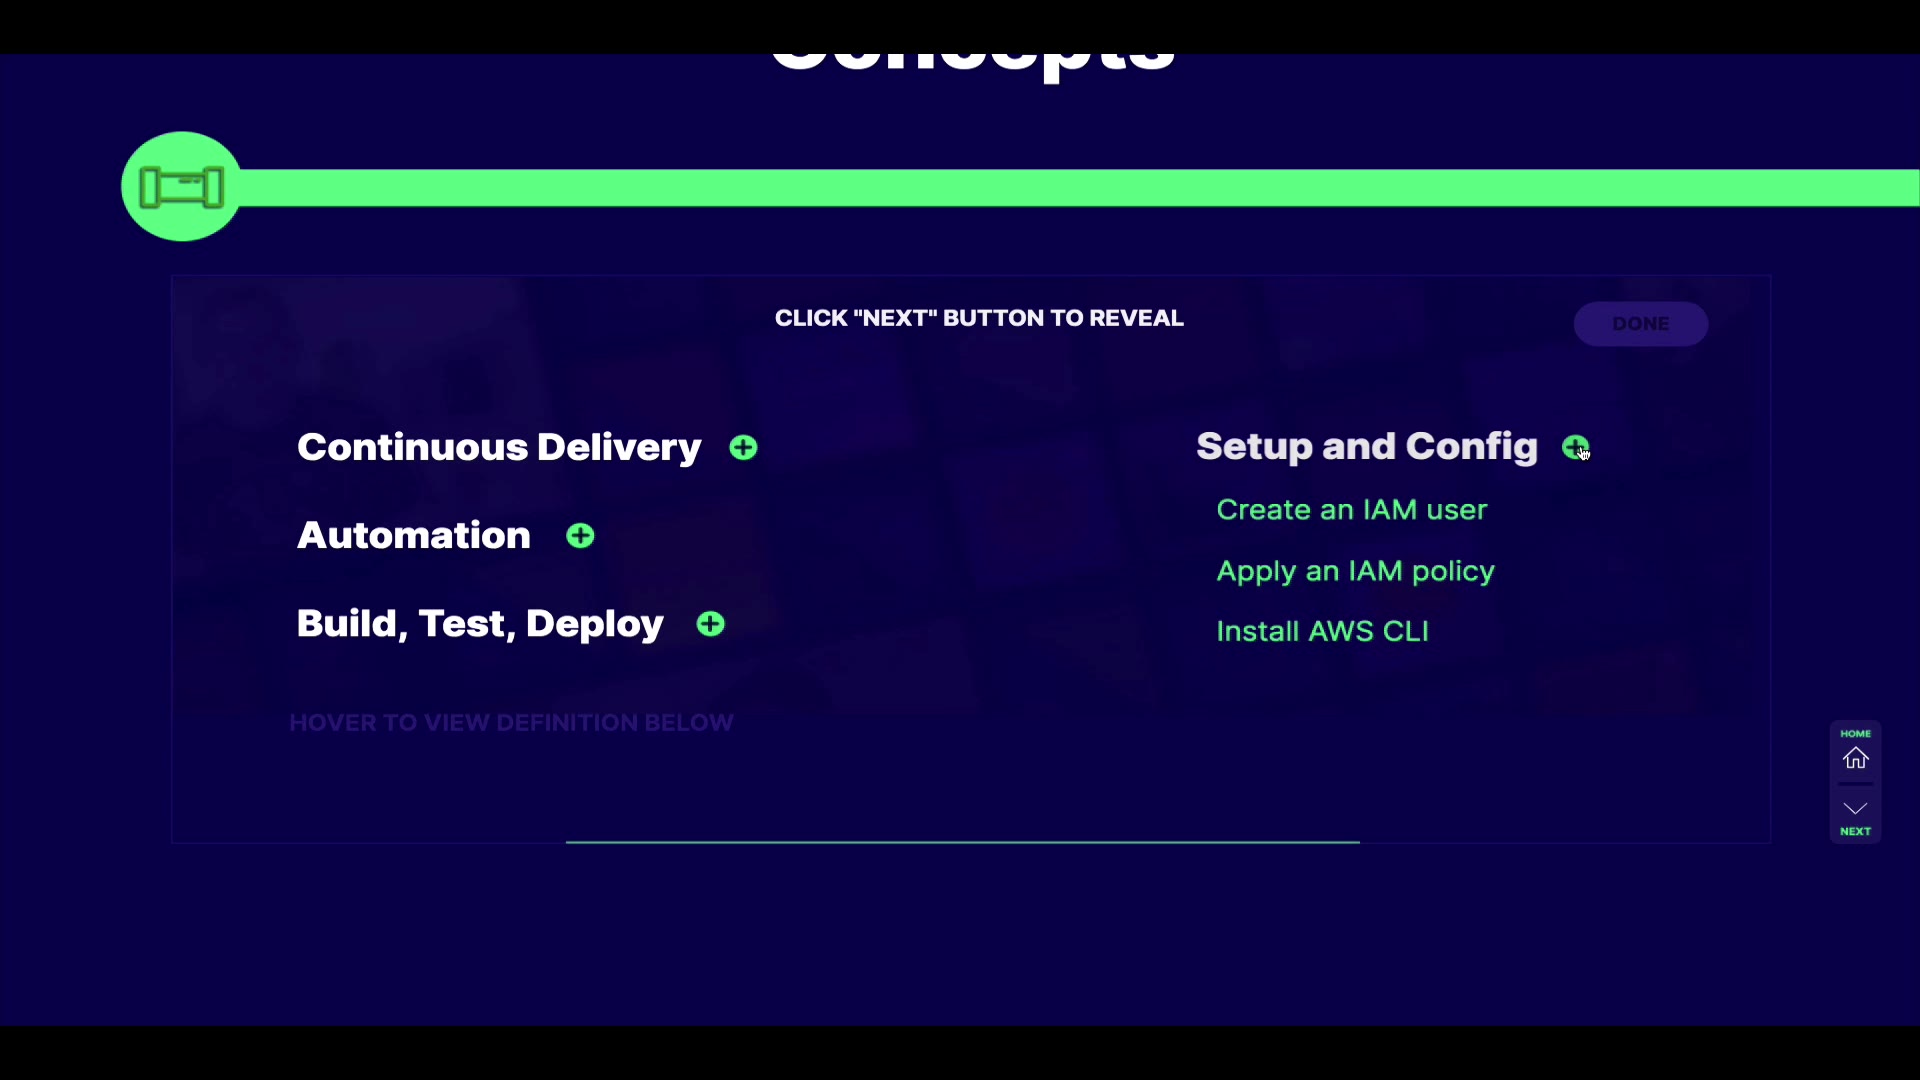 Concepts
CLICK "NEXT" BUTTON TO REVEAL
DONE
Continuous Delivery
Automation
Build, Test, Deploy
HOVER TO VIEW DEFINITION BELOW
Setup and Config
Create an IAM user
Apply an IAM policy
Install AWS CLI
HOME
NEXT